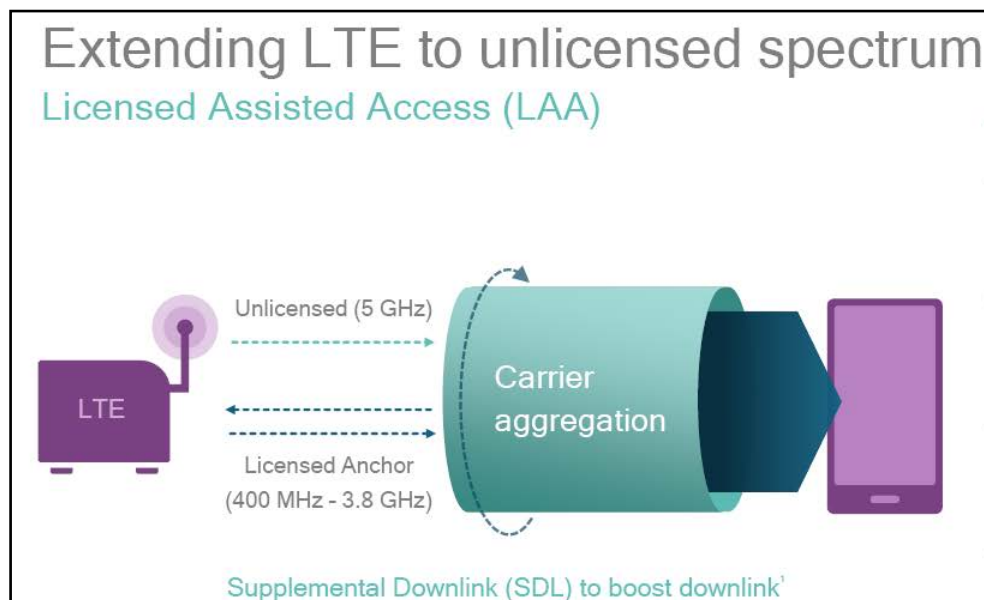 Extending LTE to unlicensed spectrum
Licensed Assisted Access (LAA)
Unlicensed (5 GHz)
LTE
Carrier
aggregation
Licensed Anchor
(400 MHz - 3.8 GHz)
Supplemental Downlink (SDL) to boost downlink¹